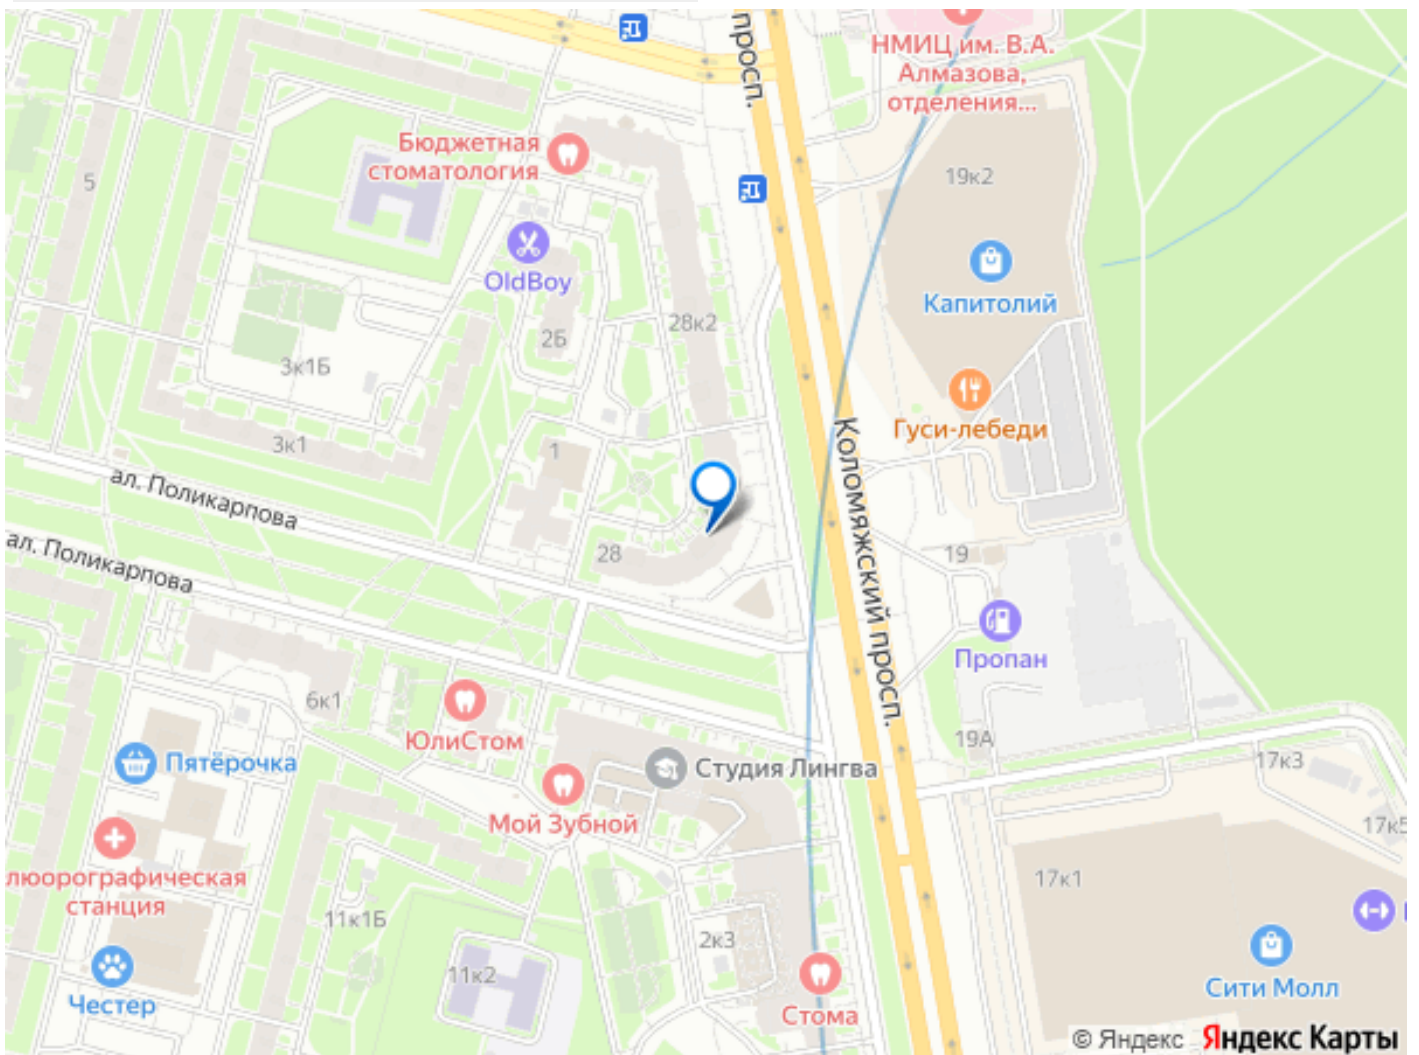 просп.
НМИЦ им. В.А.
Алмазова,
отделения...
Бюджетная
стоматология
19к2
5
OldBoy
Капитолий
28к2
2Б
3к1Б
Гуси-лебеди
Коломяжский просп.
3к1
1
ал. Поликарпова
ал. Поликарпова
28
19
Пропан
6к1
ЮлиСтом
19А
Пятёрочка
Студия Лингва
17к3
Мой Зубной
17к5
люорографическая
станция
17к1
11к1Б
2к3
11к2
Честер
Сити Молл
Стома
© Яндекс Яндекс Карты